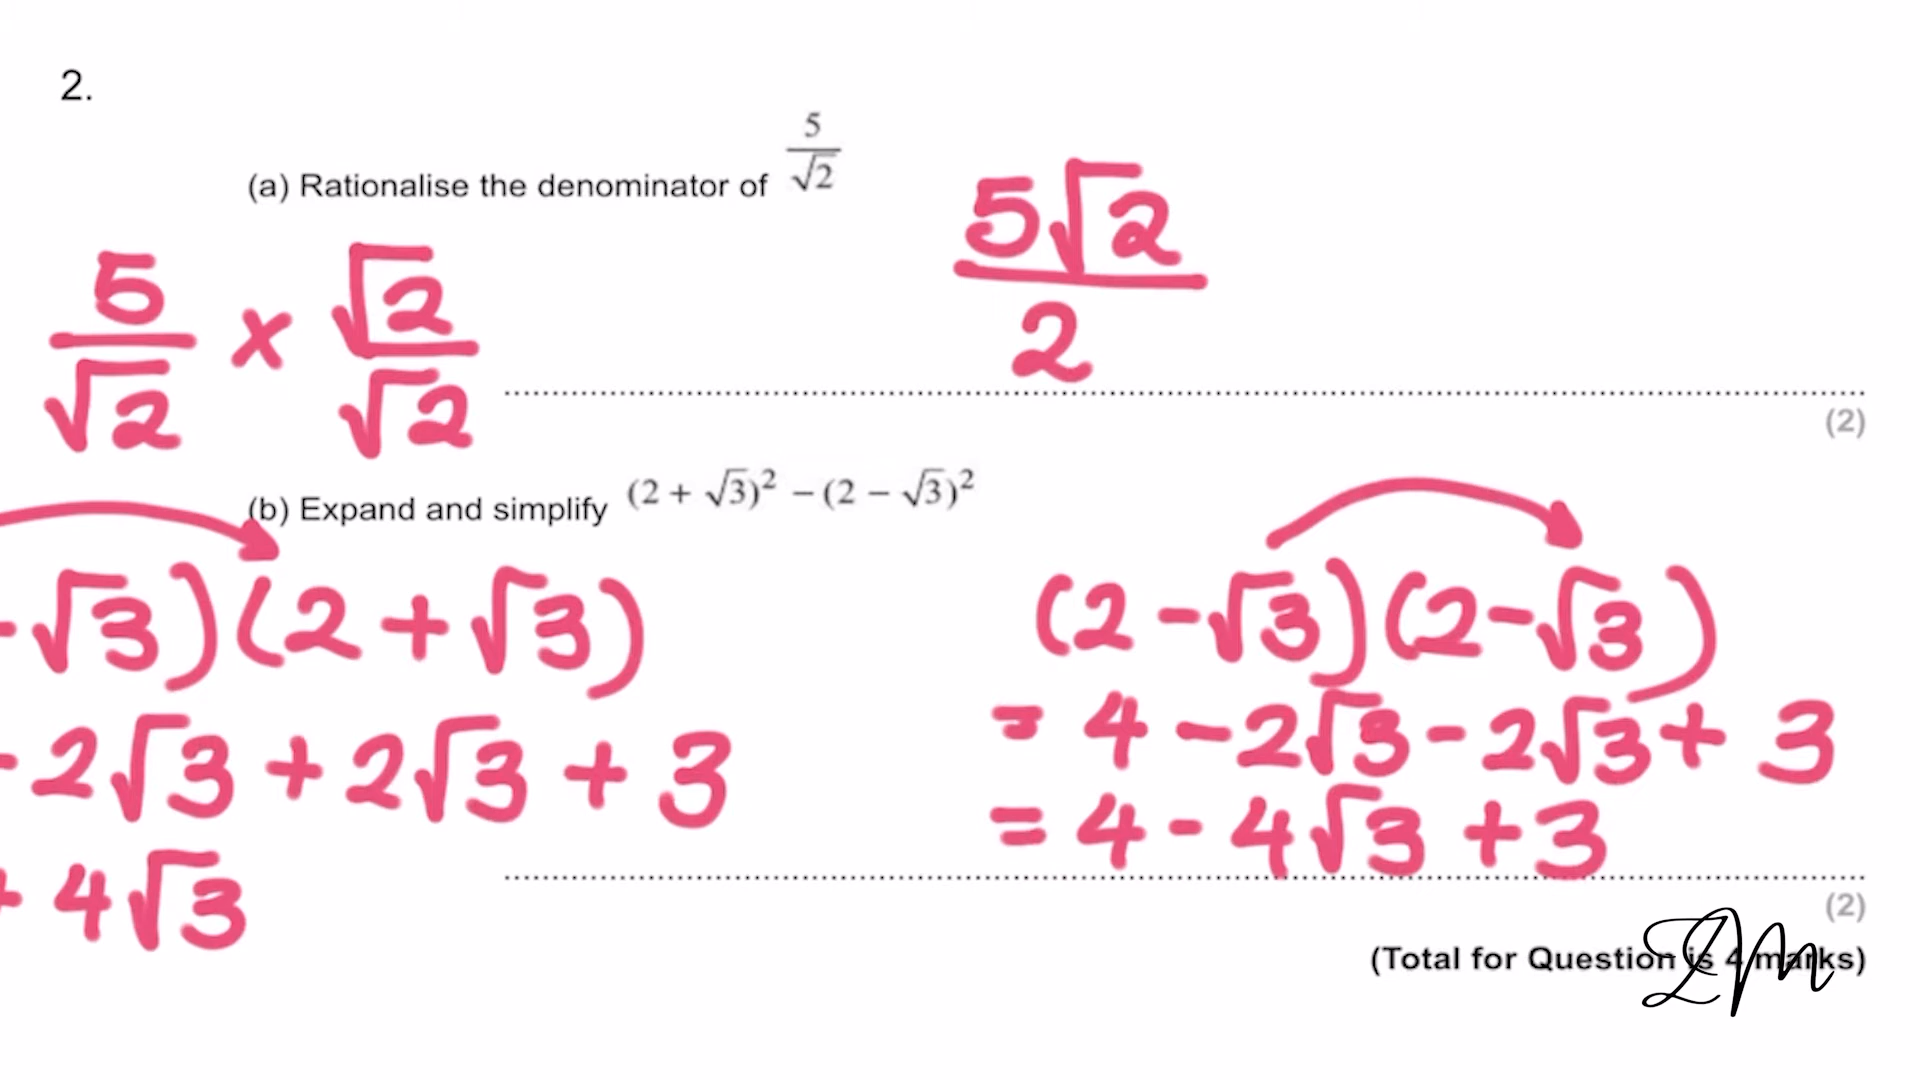 2.
(a) Rationalise the denominator of 5/√2
5/√2 × √2/√2
5√2/2
(2)
(b) Expand and simplify (2 + √3)² − (2 − √3)²
√3)(2 + √3)
2√3 + 2√3 + 3
+ 4√3
(2 - √3)(2 - √3)
= 4 - 2√3 - 2√3 + 3
= 4 - 4√3 + 3
(2)
(Total for Question is 4 marks)
LM